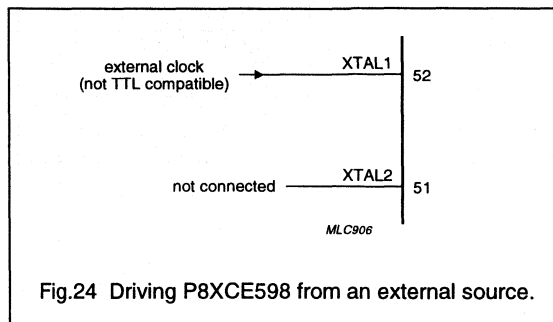 XTAL1
external clock
(not TTL compatible)
52
XTAL2
not connected
51
MLC906
Fig.24 Driving P8XCE598 from an external source.